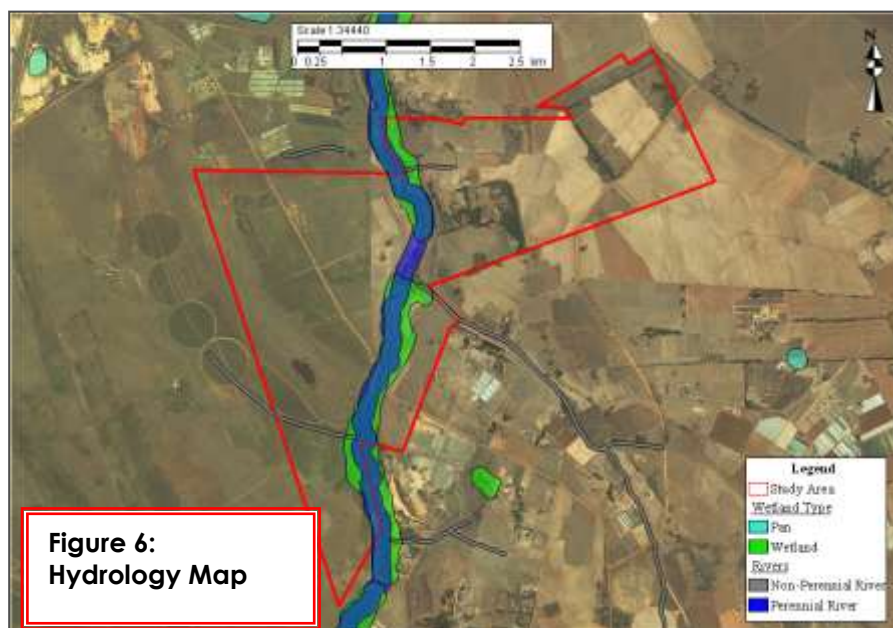 Scale 1:34440
0 0.25 1 1.5 2 2.5 km
N
Legend
Study Area
Wetland Type
Pan
Wetland
Rivers
Non-Perennial River
Perennial River
Figure 6:
Hydrology Map